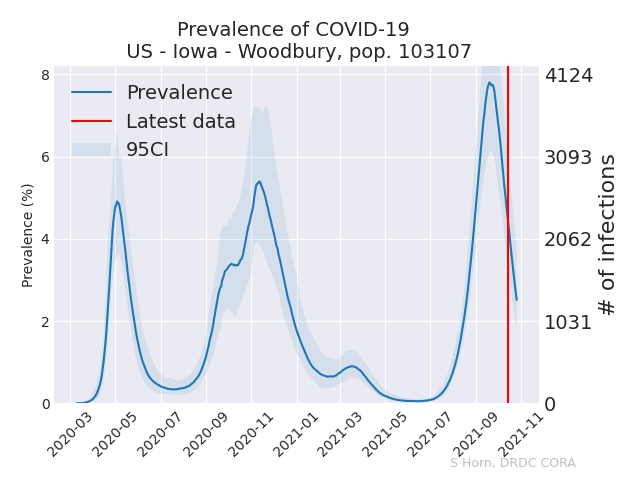 Prevalence of COVID-19
US - Iowa - Woodbury, pop. 103107
Prevalence
Latest data
95CI
Prevalence (%)
8
6
4
2
0
4124
3093
2062
1031
0
# of infections
2020-03
2020-05
2020-07
2020-09
2020-11
2021-01
2021-03
2021-05
2021-07
2021-09
2021-11
S Horn, DRDC CORA